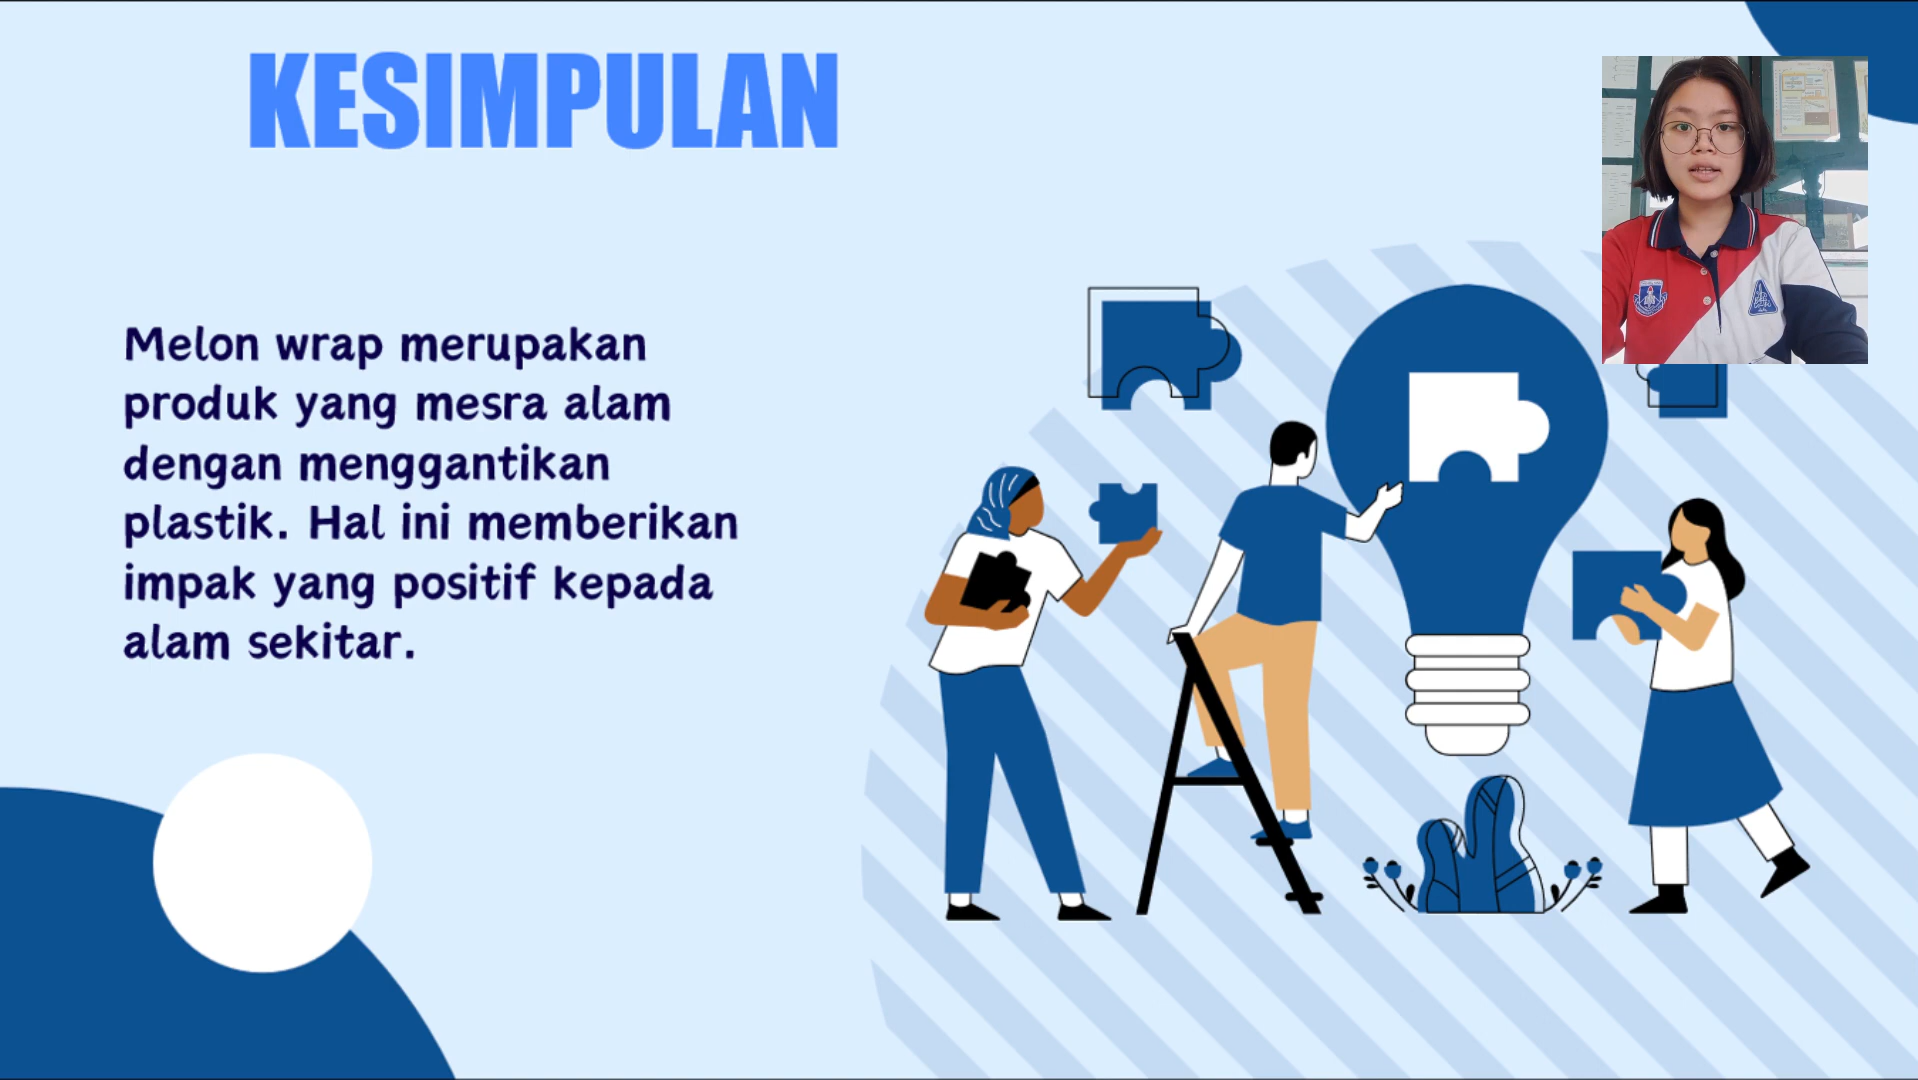 KESIMPULAN
Melon wrap merupakan
produk yang mesra alam
dengan menggantikan
plastik. Hal ini memberikan
impak yang positif kepada
alam sekitar.